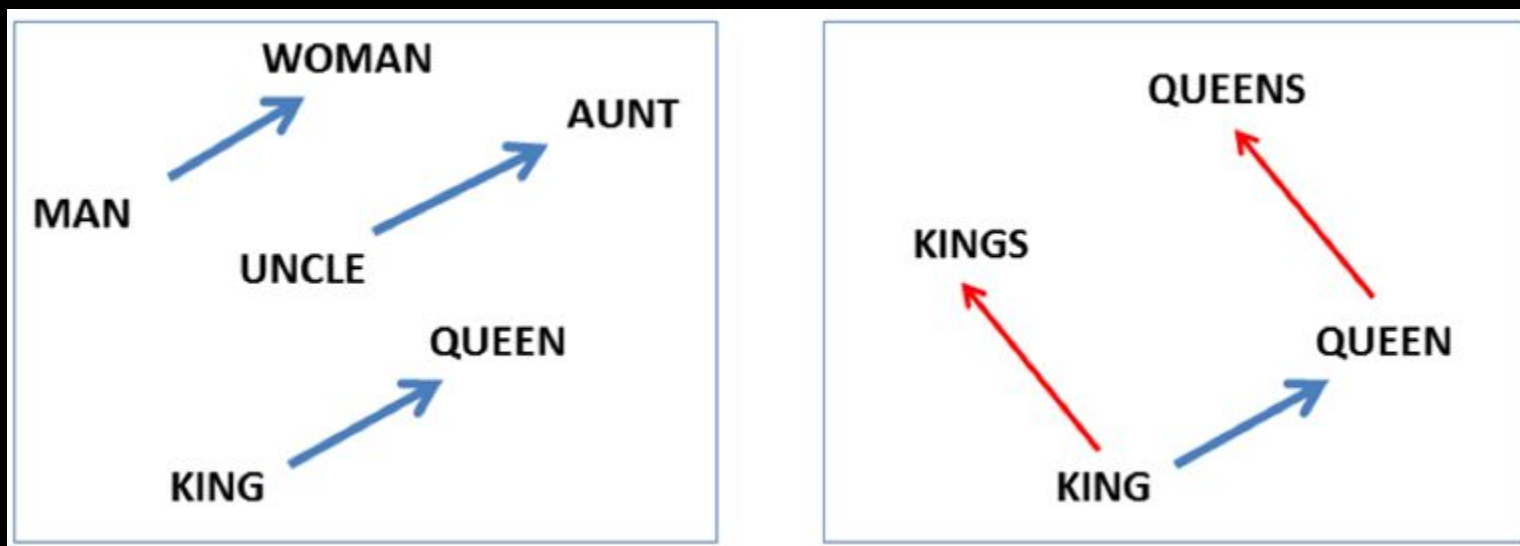 WOMAN
AUNT
MAN
UNCLE
QUEEN
KING
QUEENS
KINGS
QUEEN
KING